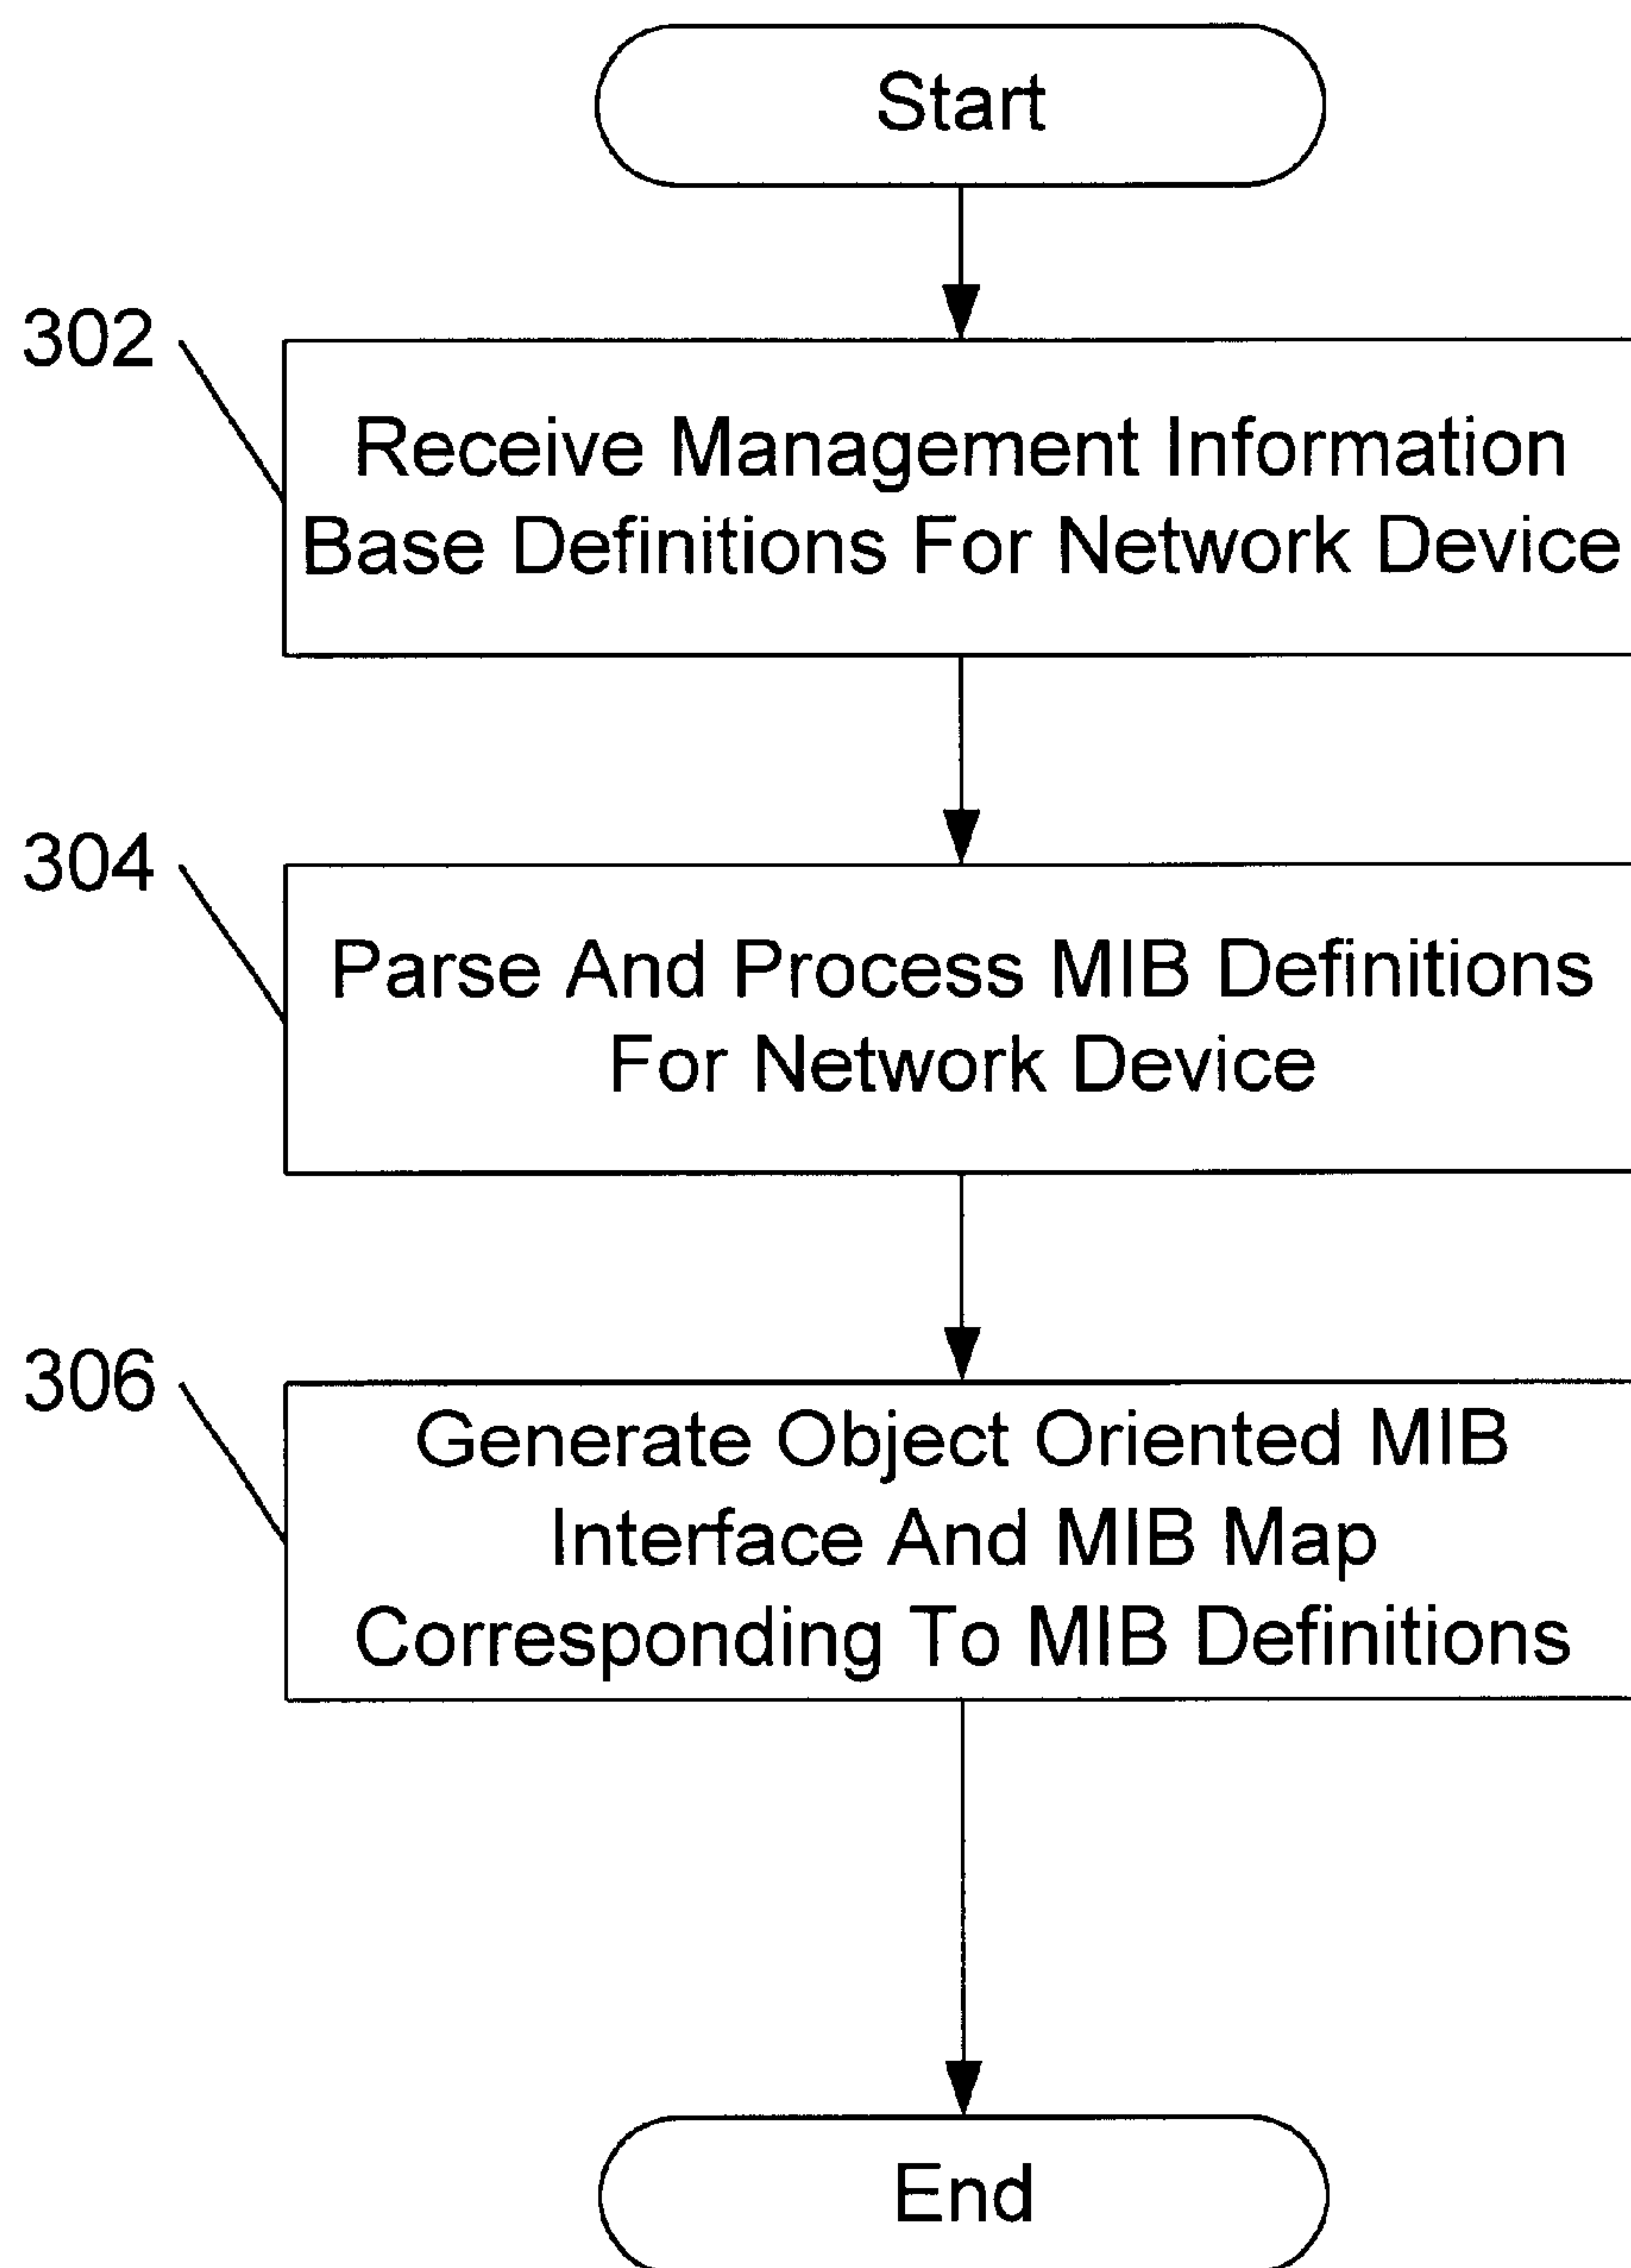 Start
302
Receive Management Information
Base Definitions For Network Device
304
Parse And Process MIB Definitions
For Network Device
306
Generate Object Oriented MIB
Interface And MIB Map
Corresponding To MIB Definitions
End